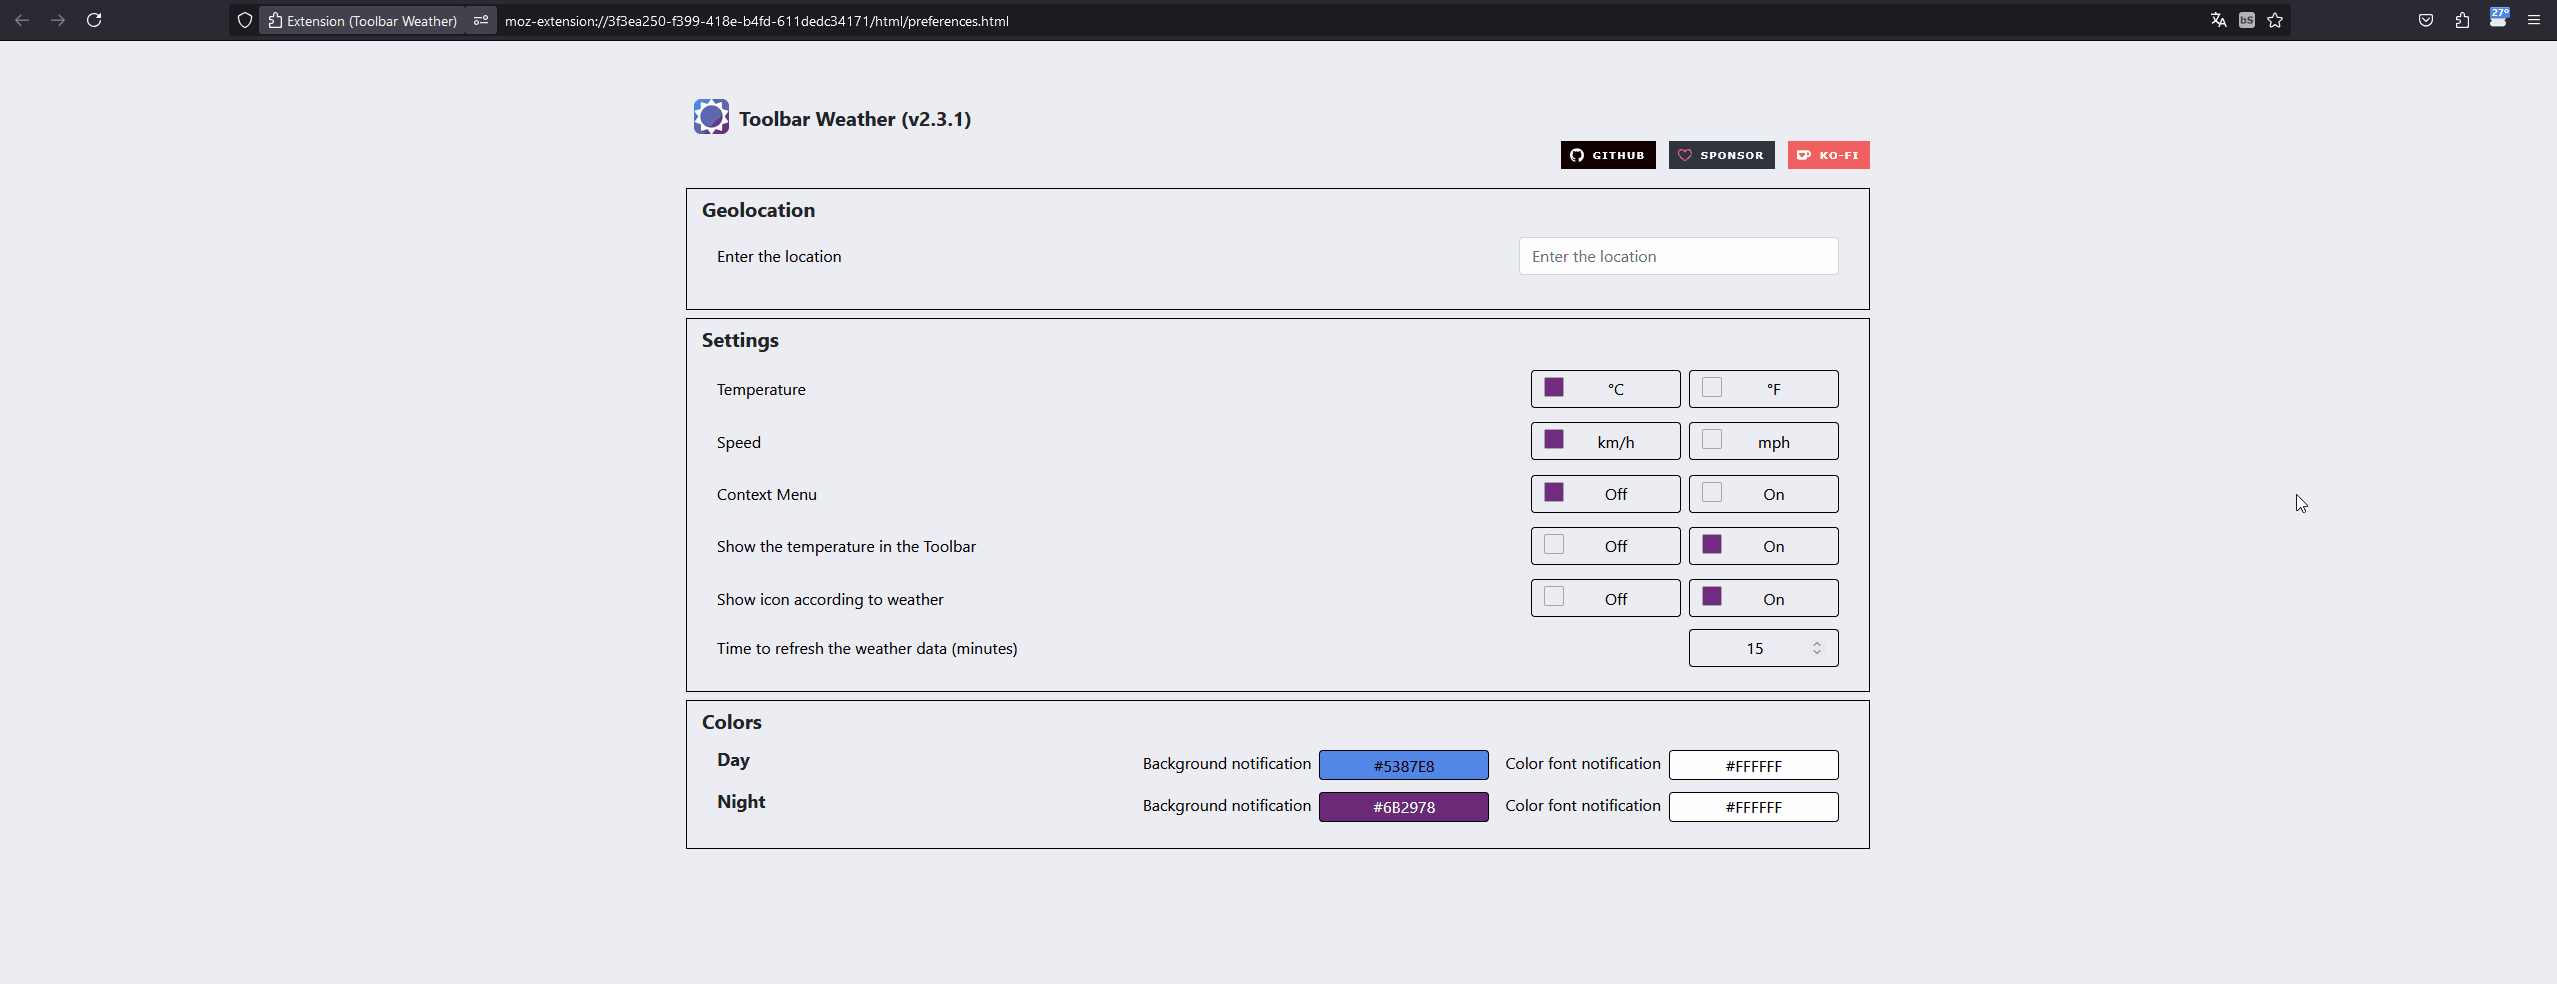 Extension (Toolbar Weather) moz-extension://3f3ea250-f399-418e-b4fd-611dedc34171/html/preferences.html bS 27°
Toolbar Weather (v2.3.1)
GITHUB SPONSOR KO-FI
Geolocation
Enter the location Enter the location
Settings
Temperature °C °F
Speed km/h mph
Context Menu Off On
Show the temperature in the Toolbar Off On
Show icon according to weather Off On
Time to refresh the weather data (minutes) 15
Colors
Day Background notification #5387E8 Color font notification #FFFFFF
Night Background notification #6B2978 Color font notification #FFFFFF